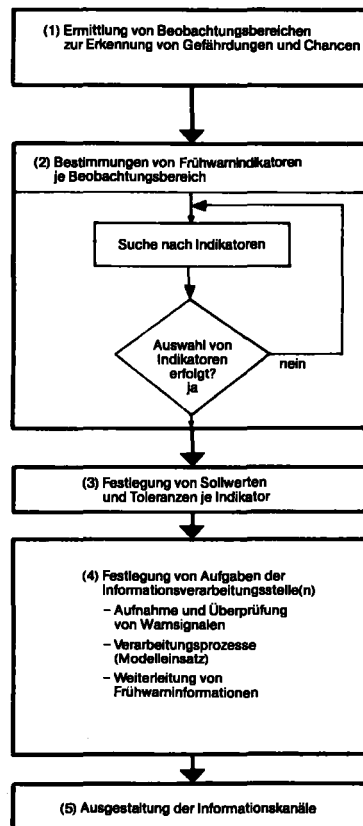 (1) Ermittlung von Beobachtungsbereichen
zur Erkennung von Gefährdungen und Chancen
(2) Bestimmungen von Frühwarnindikatoren
je Beobachtungsbereich
Suche nach Indikatoren
Auswahl von
Indikatoren
erfolgt?
nein
ja
(3) Festlegung von Sollwerten
und Toleranzen je Indikator
(4) Festlegung von Aufgaben der
Informationsverarbeitungsstelle(n)
– Aufnahme und Überprüfung
von Warnsignalen
– Verarbeitungsprozesse
(Modelleinsatz)
– Weiterleitung von
Frühwarninformationen
(5) Ausgestaltung der Informationskanäle